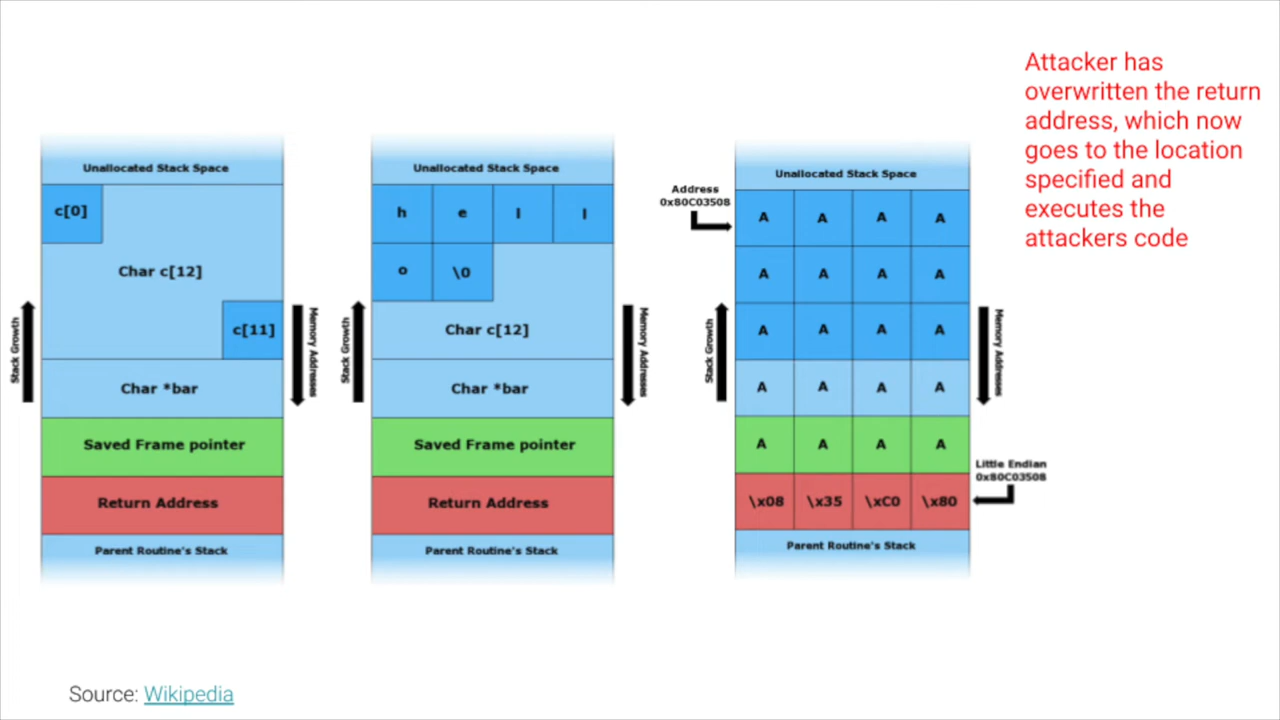 Attacker has
overwritten the return
address, which now
goes to the location
specified and
executes the
attackers code
Unallocated Stack Space
c[0]
Char c[12]
c[11]
Char *bar
Saved Frame pointer
Return Address
Parent Routine's Stack
Stack Growth
Memory Addresses
Unallocated Stack Space
h e l l
o \0
Char c[12]
Char *bar
Saved Frame pointer
Return Address
Parent Routine's Stack
Stack Growth
Memory Addresses
Address
0x80C03508
Unallocated Stack Space
A A A A
A A A A
A A A A
A A A A
A A A A
\x08 \x35 \xC0 \x80
Parent Routine's Stack
Stack Growth
Memory Addresses
Little Endian
0x80C03508
Source: Wikipedia